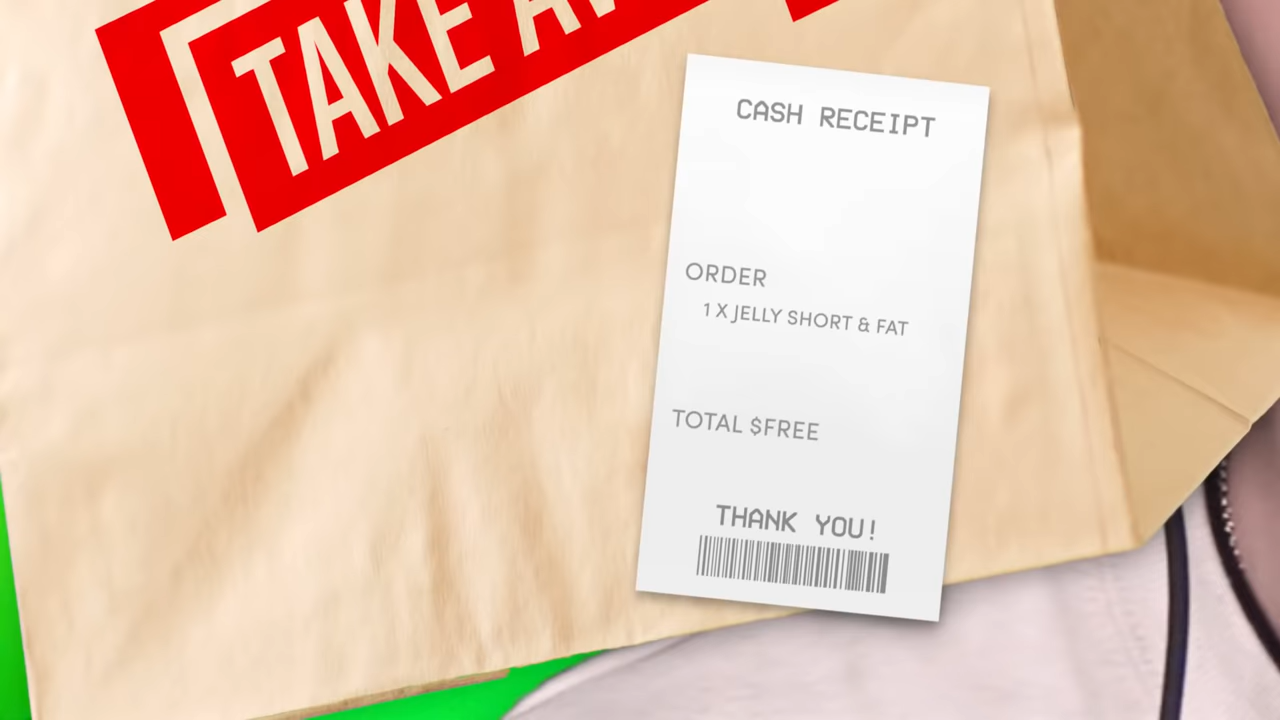 TAKE
CASH RECEIPT
ORDER
1 X JELLY SHORT & FAT
TOTAL $FREE
THANK YOU!